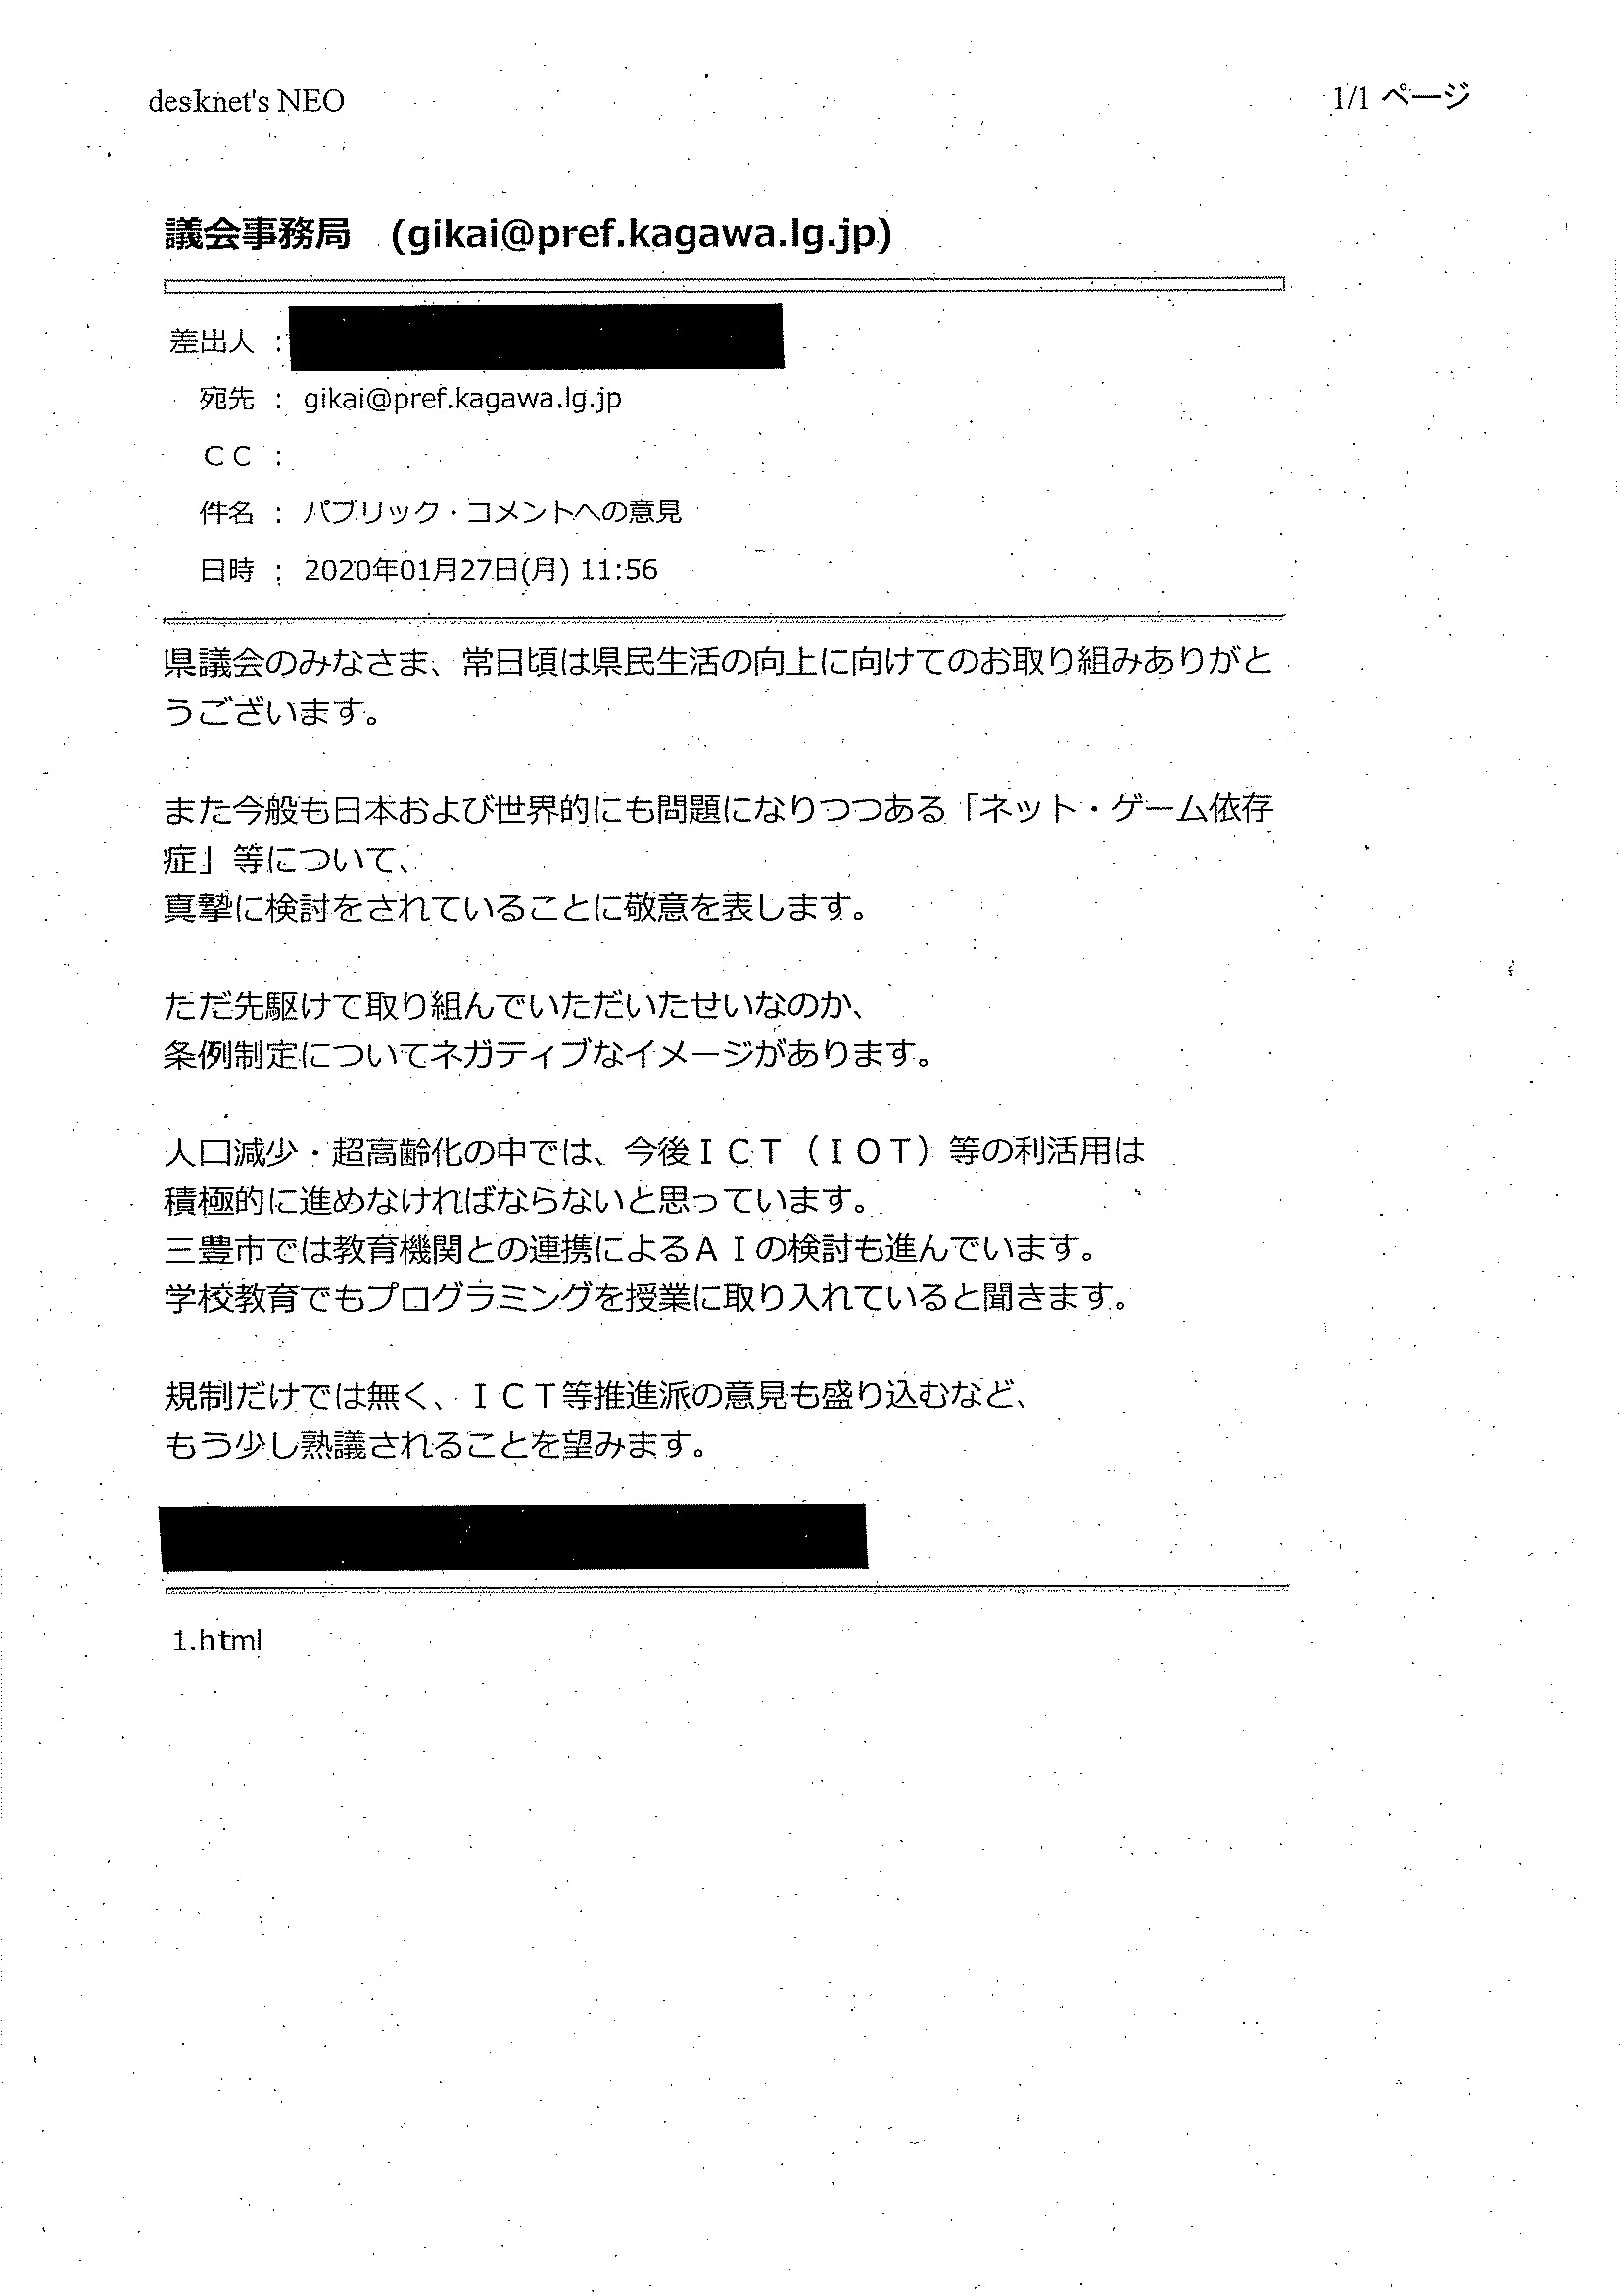 desknet's NEO
1/1 ページ
議会事務局　(gikai@pref.kagawa.lg.jp)
差出人 :
宛先 : gikai@pref.kagawa.lg.jp
ＣＣ :
件名 : パブリック・コメントへの意見
日時 : 2020年01月27日(月) 11:56
県議会のみなさま、常日頃は県民生活の向上に向けてのお取り組みありがと
うございます。
また今般も日本および世界的にも問題になりつつある「ネット・ゲーム依存
症」等について、
真摯に検討をされていることに敬意を表します。
ただ先駆けて取り組んでいただいたせいなのか、
条例制定についてネガティブなイメージがあります。
人口減少・超高齢化の中では、今後ＩＣＴ（ＩＯＴ）等の利活用は
積極的に進めなければならないと思っています。
三豊市では教育機関との連携によるＡＩの検討も進んでいます。
学校教育でもプログラミングを授業に取り入れていると聞きます。
規制だけでは無く、ＩＣＴ等推進派の意見も盛り込むなど、
もう少し熟議されることを望みます。
1.html